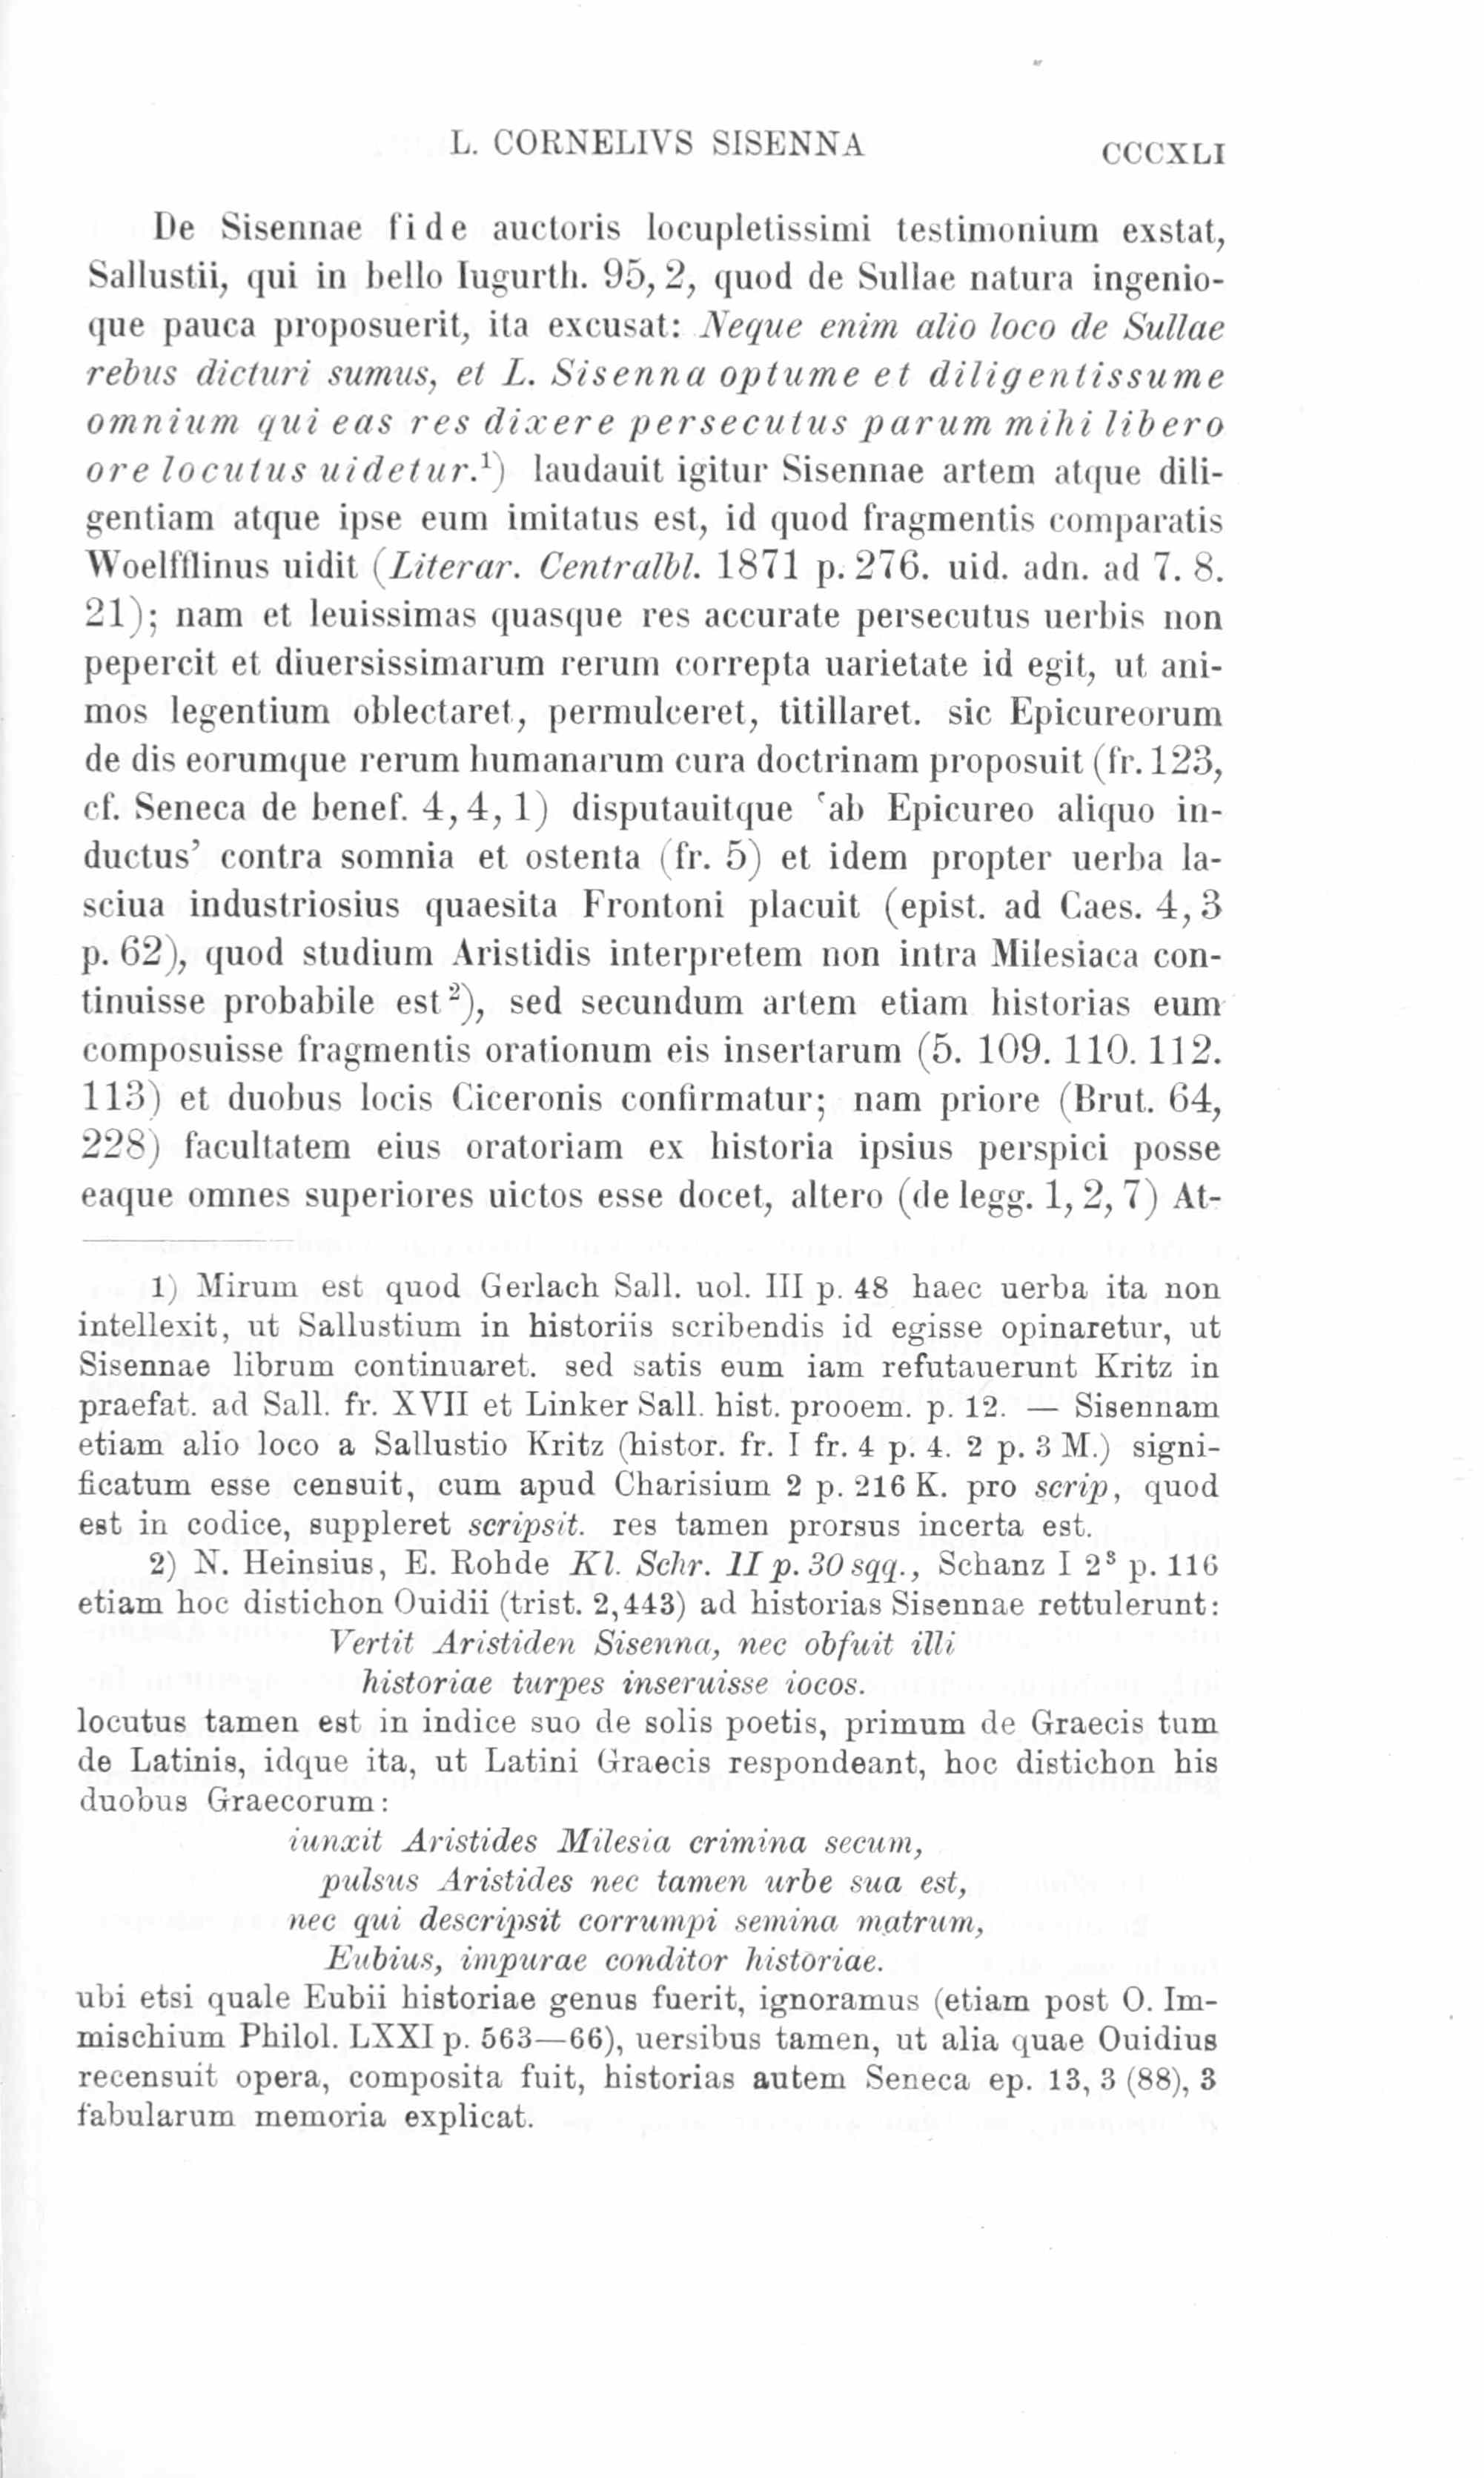 L. CORNELIVS SISENNA CCCXLI
De Sisennae fide auctoris locupletissimi testimonium exstat,
Sallustii, qui in bello Iugurth. 95, 2, quod de Sullae natura ingenio-
que pauca proposuerit, ita excusat: Neque enim alio loco de Sullae
rebus dicturi sumus, et L. Sisenna optume et diligentissume
omnium qui eas res dixere persecutus parum mihi libero
ore locutus uidetur.¹) laudauit igitur Sisennae artem atque dili-
gentiam atque ipse eum imitatus est, id quod fragmentis comparatis
Woelfflinus uidit (Literar. Centralbl. 1871 p. 276. uid. adn. ad 7. 8.
21); nam et leuissimas quasque res accurate persecutus uerbis non
pepercit et diuersissimarum rerum correpta uarietate id egit, ut ani-
mos legentium oblectaret, permulceret, titillaret. sic Epicureorum
de dis eorumque rerum humanarum cura doctrinam proposuit (fr. 123,
cf. Seneca de benef. 4, 4, 1) disputauitque ‘ab Epicureo aliquo in-
ductus’ contra somnia et ostenta (fr. 5) et idem propter uerba la-
sciua industriosius quaesita Frontoni placuit (epist. ad Caes. 4, 3
p. 62), quod studium Aristidis interpretem non intra Milesiaca con-
tinuisse probabile est²), sed secundum artem etiam historias eum
composuisse fragmentis orationum eis insertarum (5. 109. 110. 112.
113) et duobus locis Ciceronis confirmatur; nam priore (Brut. 64,
228) facultatem eius oratoriam ex historia ipsius perspici posse
eaque omnes superiores uictos esse docet, altero (de legg. 1, 2, 7) At-
1) Mirum est quod Gerlach Sall. uol. III p. 48 haec uerba ita non
intellexit, ut Sallustium in historiis scribendis id egisse opinaretur, ut
Sisennae librum continuaret. sed satis eum iam refutauerunt Kritz in
praefat. ad Sall. fr. XVII et Linker Sall. hist. prooem. p. 12. — Sisennam
etiam alio loco a Sallustio Kritz (histor. fr. I fr. 4 p. 4. 2 p. 3 M.) signi-
ficatum esse censuit, cum apud Charisium 2 p. 216 K. pro scrip, quod
est in codice, suppleret scripsit. res tamen prorsus incerta est.
2) N. Heinsius, E. Rohde Kl. Schr. II p. 30 sqq., Schanz I 2³ p. 116
etiam hoc distichon Ouidii (trist. 2,443) ad historias Sisennae rettulerunt:
Vertit Aristiden Sisenna, nec obfuit illi
historiae turpes inseruisse iocos.
locutus tamen est in indice suo de solis poetis, primum de Graecis tum
de Latinis, idque ita, ut Latini Graecis respondeant, hoc distichon his
duobus Graecorum:
iunxit Aristides Milesia crimina secum,
pulsus Aristides nec tamen urbe sua est,
nec qui descripsit corrumpi semina matrum,
Eubius, impurae conditor historiae.
ubi etsi quale Eubii historiae genus fuerit, ignoramus (etiam post O. Im-
mischium Philol. LXXI p. 563—66), uersibus tamen, ut alia quae Ouidius
recensuit opera, composita fuit, historias autem Seneca ep. 13, 3 (88), 3
fabularum memoria explicat.